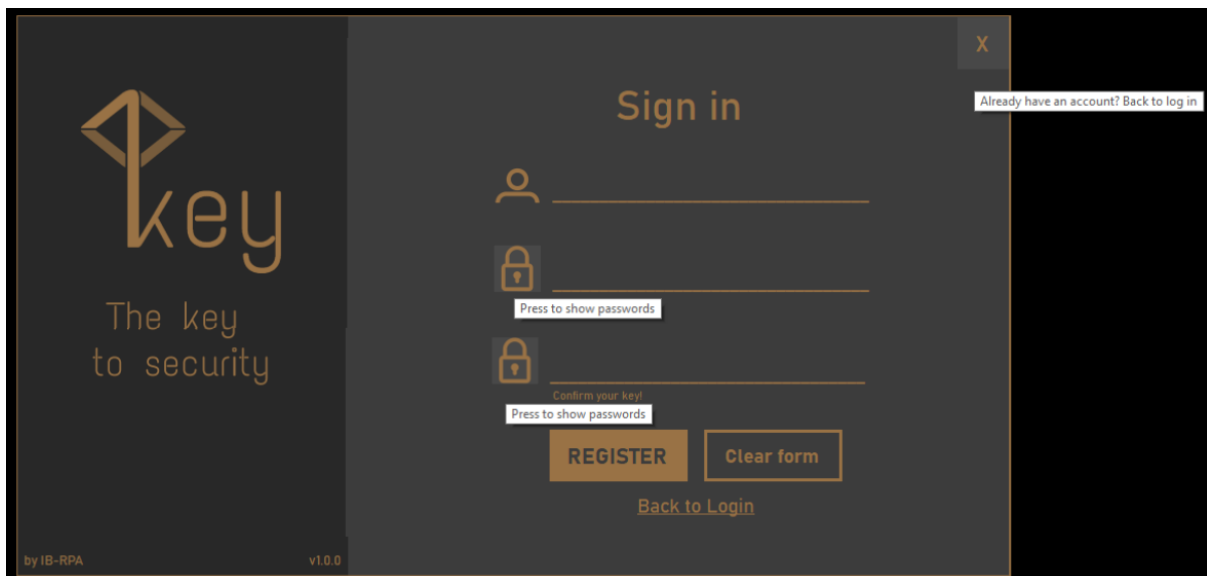 X
Sign in
Already have an account? Back to log in
key
The key
to security
Press to show passwords
Confirm your key!
Press to show passwords
REGISTER
Clear form
Back to Login
by IB-RPA
v1.0.0